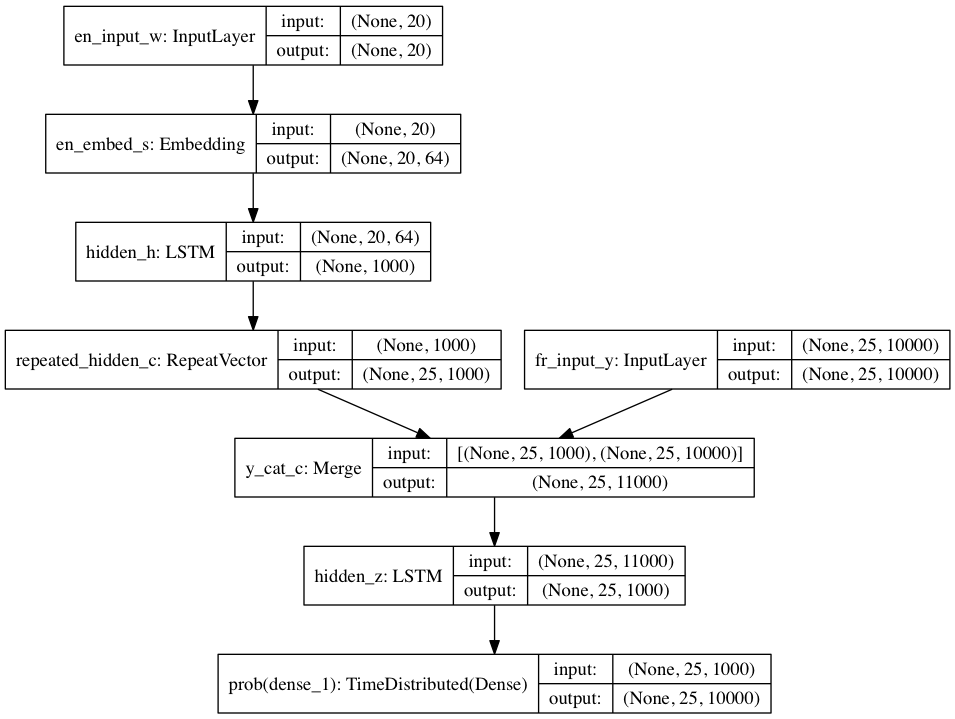 en_input_w: InputLayer
input: (None, 20)
output: (None, 20)
en_embed_s: Embedding
input: (None, 20)
output: (None, 20, 64)
hidden_h: LSTM
input: (None, 20, 64)
output: (None, 1000)
repeated_hidden_c: RepeatVector
input: (None, 1000)
output: (None, 25, 1000)
fr_input_y: InputLayer
input: (None, 25, 10000)
output: (None, 25, 10000)
y_cat_c: Merge
input: [(None, 25, 1000), (None, 25, 10000)]
output: (None, 25, 11000)
hidden_z: LSTM
input: (None, 25, 11000)
output: (None, 25, 1000)
prob(dense_1): TimeDistributed(Dense)
input: (None, 25, 1000)
output: (None, 25, 10000)